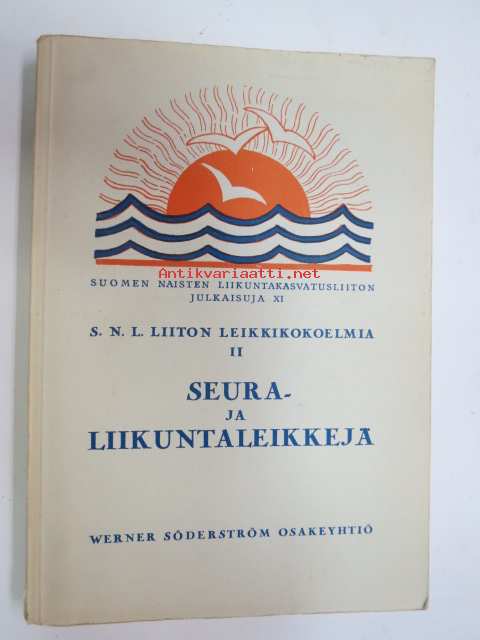 Antikvariaatti.net
SUOMEN NAISTEN LIIKUNTAKASVATUSLIITON
JULKAISUJA XI
S. N. L. LIITON LEIKKIKOKOELMIA
II
SEURA-
JA
LIIKUNTALEIKKEJÄ
WERNER SÖDERSTRÖM OSAKEYHTIÖ